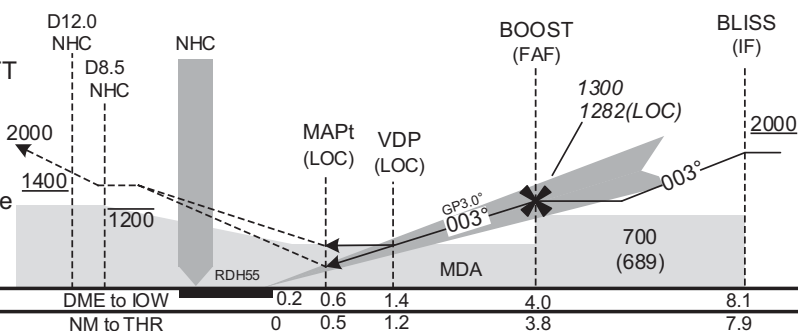 D12.0
NHC
NHC
D8.5
NHC
BOOST
(FAF)
BLISS
(IF)
T
1300
1282(LOC)
2000
2000
MAPt
(LOC)
VDP
(LOC)
1400
e
1200
GP3.0°
003°
003°
RDH55
MDA
700
(689)
DME to IOW 0.2 0.6 1.4 4.0 8.1
NM to THR 0 0.5 1.2 3.8 7.9